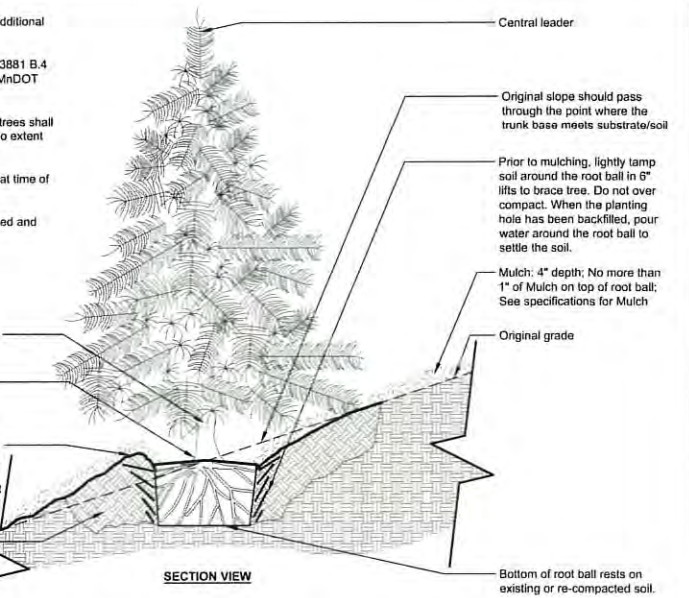 dditional
3881 B.4
MnDOT
trees shall
o extent
at time of
ed and
Central leader
Original slope should pass
through the point where the
trunk base meets substrate/soil
Prior to mulching, lightly tamp
soil around the root ball in 6"
lifts to brace tree. Do not over
compact. When the planting
hole has been backfilled, pour
water around the root ball to
settle the soil.
Mulch: 4" depth; No more than
1" of Mulch on top of root ball;
See specifications for Mulch
Original grade
SECTION VIEW
Bottom of root ball rests on
existing or re-compacted soil.